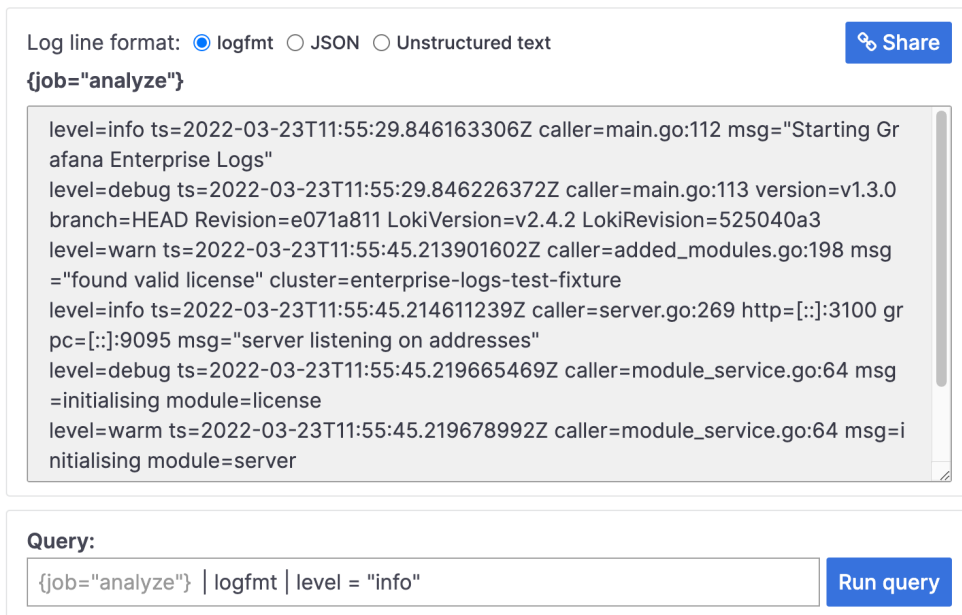 Log line format: logfmt JSON Unstructured text Share
{job="analyze"}
level=info ts=2022-03-23T11:55:29.846163306Z caller=main.go:112 msg="Starting Gr
afana Enterprise Logs"
level=debug ts=2022-03-23T11:55:29.846226372Z caller=main.go:113 version=v1.3.0
branch=HEAD Revision=e071a811 LokiVersion=v2.4.2 LokiRevision=525040a3
level=warn ts=2022-03-23T11:55:45.213901602Z caller=added_modules.go:198 msg
="found valid license" cluster=enterprise-logs-test-fixture
level=info ts=2022-03-23T11:55:45.214611239Z caller=server.go:269 http=[::]:3100 gr
pc=[::]:9095 msg="server listening on addresses"
level=debug ts=2022-03-23T11:55:45.219665469Z caller=module_service.go:64 msg
=initialising module=license
level=warm ts=2022-03-23T11:55:45.219678992Z caller=module_service.go:64 msg=i
nitialising module=server
Query:
{job="analyze"} | logfmt | level = "info" Run query